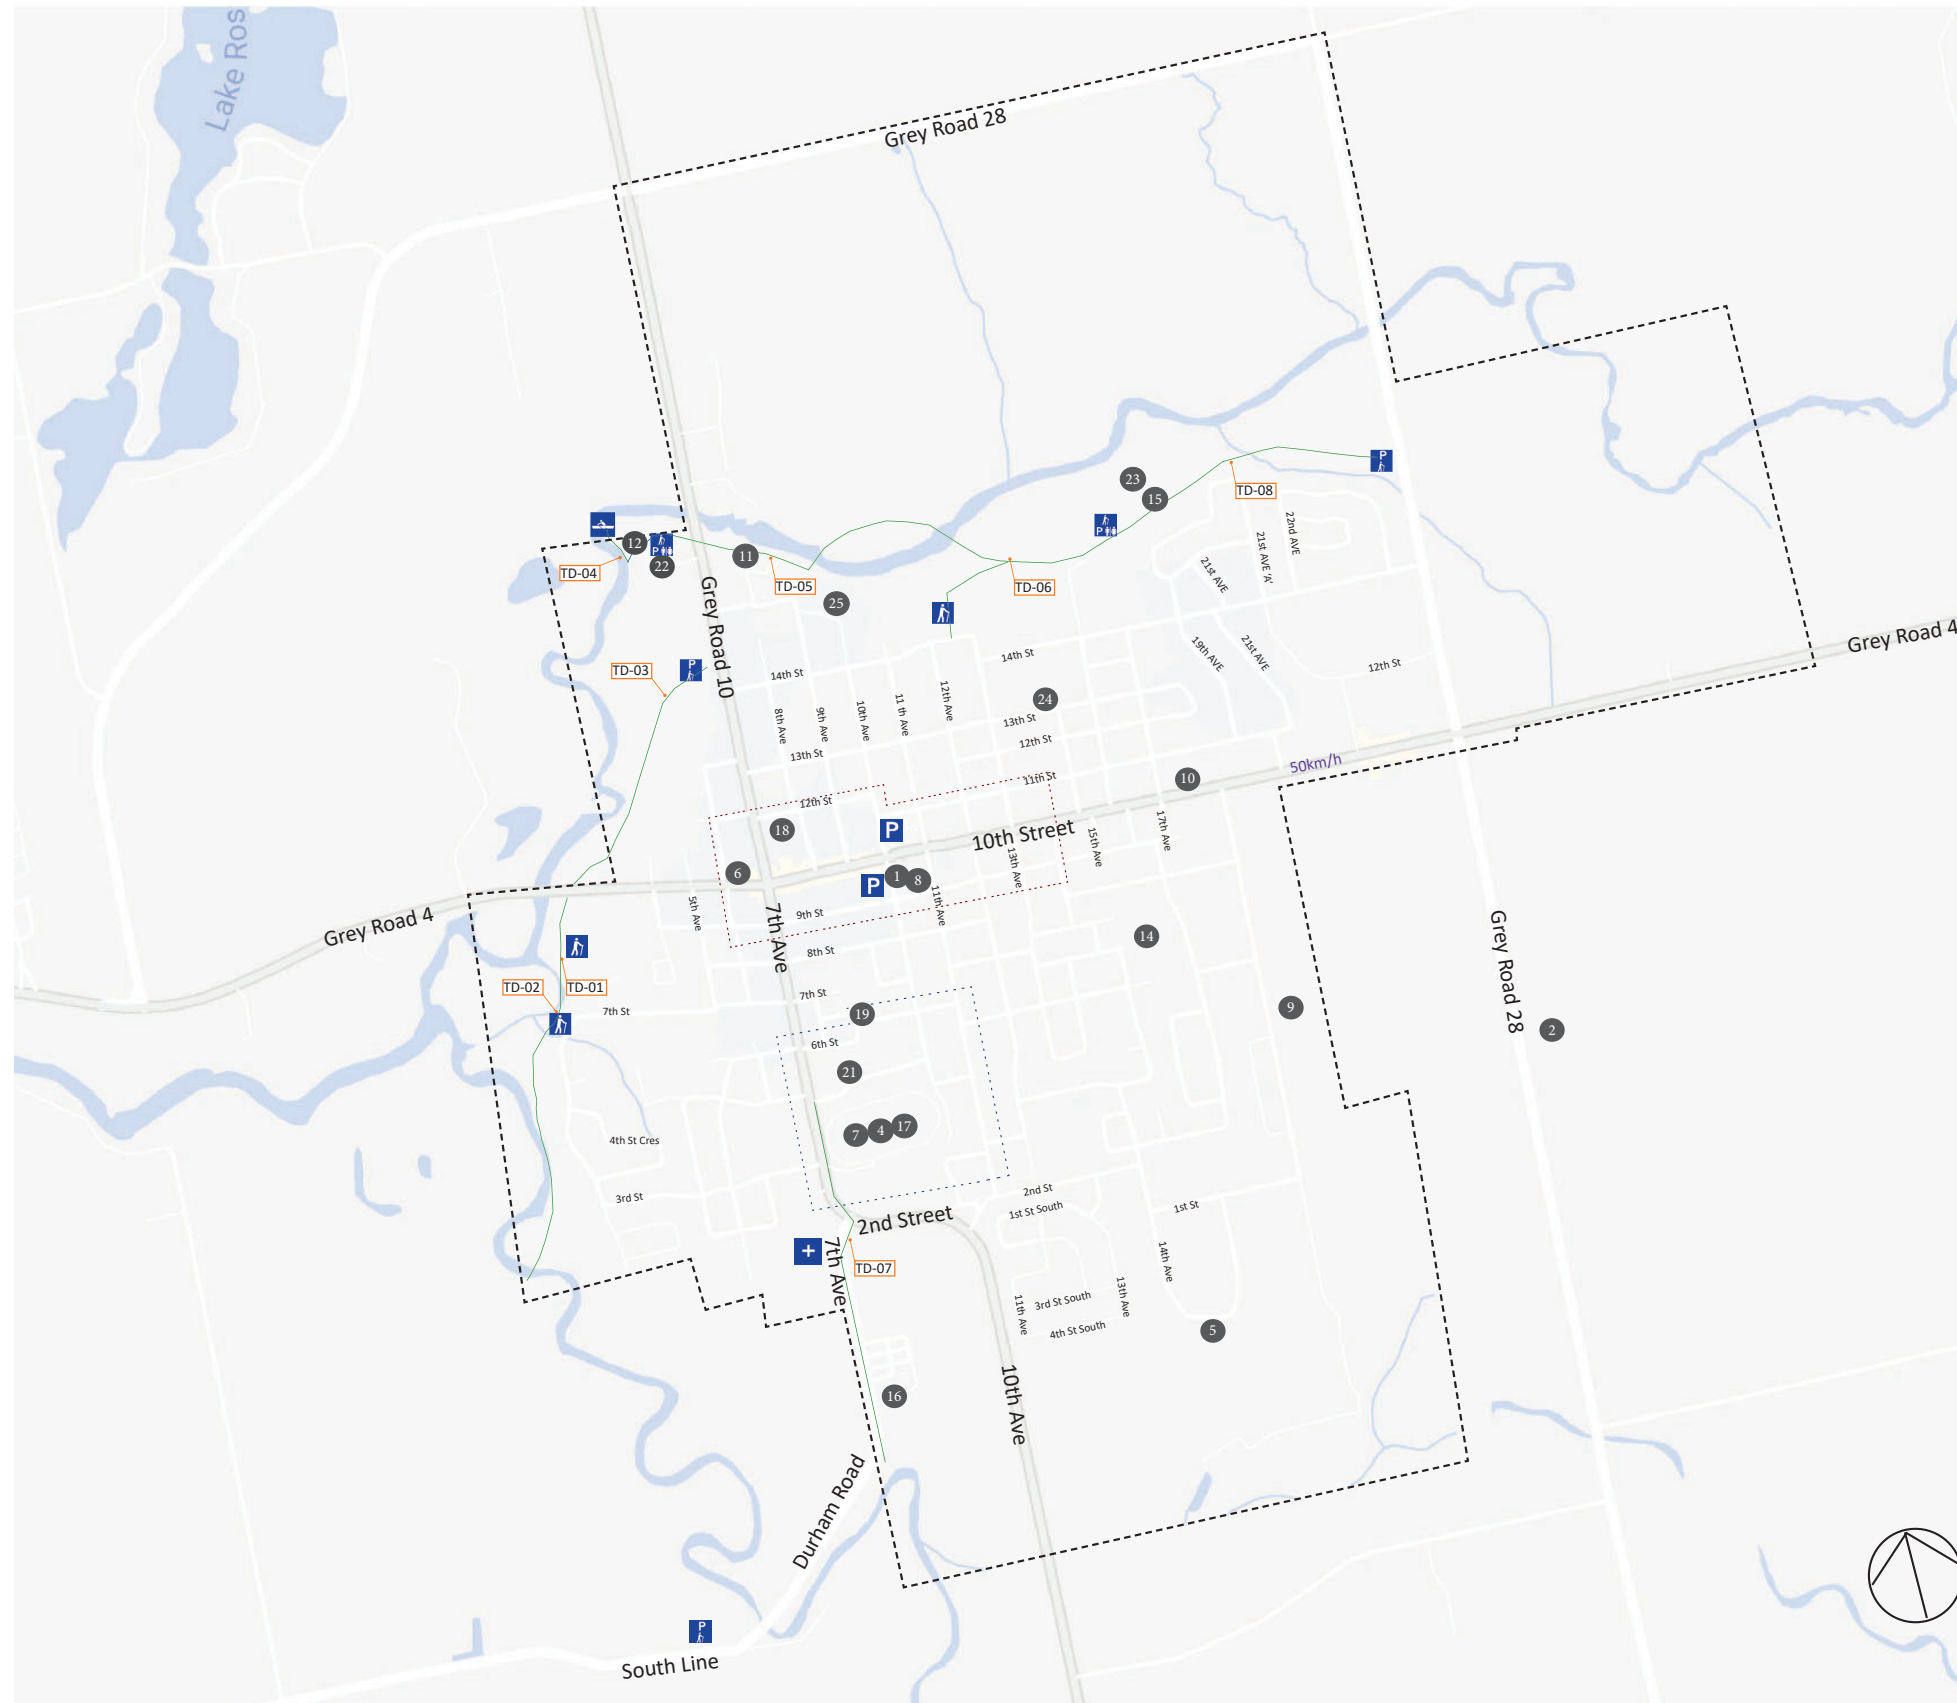 Lake Ros
Grey Road 28
TD-08
22nd AVE
21st AVE 'A'
21st AVE
23
15
P
P
12
P
22
11
TD-04
TD-05
TD-06
25
Grey Road 10
TD-03
P
14th St
14th St
19th AVE
21st AVE
12th St
Grey Road 4
8th Ave
9th Ave
10th Ave
11 th Ave
12th Ave
24
13th St
12th St
13th St
11th St
50km/h
10
12th St
18
P
10th Street
13th Ave
15th Ave
17th Ave
6
P
1
8
11th Ave
5th Ave
9th St
7th Ave
8th St
Grey Road 4
14
Grey Road 28
TD-02
TD-01
7th St
7th St
19
9
2
6th St
21
7
4
17
4th St Cres
3rd St
2nd St
1st St South
1st St
2nd Street
7th Ave
TD-07
14th Ave
13th Ave
11th Ave
3rd St South
4th St South
5
16
10th Ave
Durham Road
P
South Line